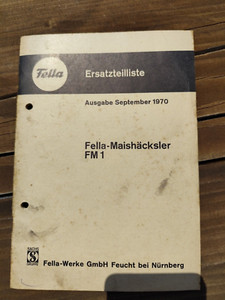 Fella
Ersatzteilliste
Ausgabe September 1970
Fella-Maishäcksler
FM 1
Fella-Werke GmbH Feucht bei Nürnberg